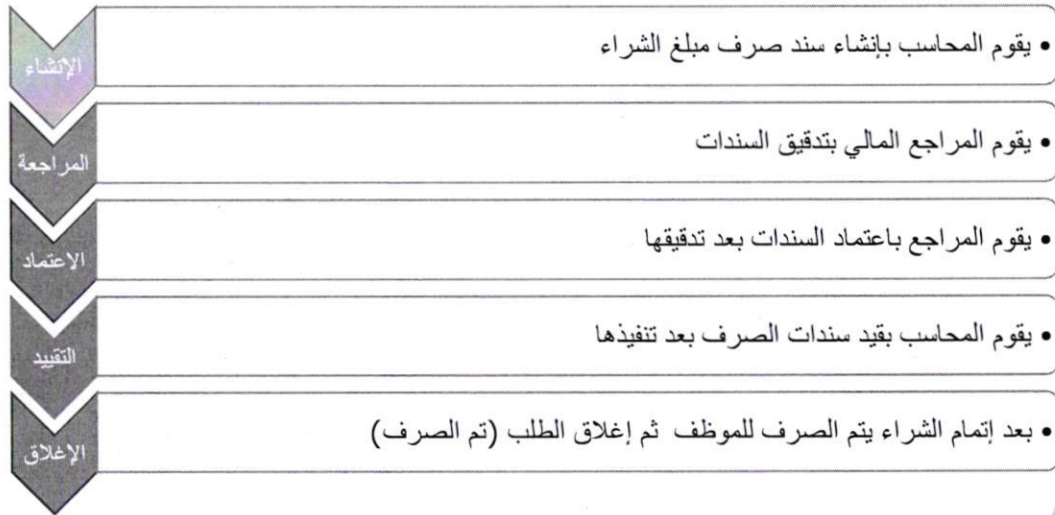 الإنشاء
• يقوم المحاسب بإنشاء سند صرف مبلغ الشراء
المراجعة
• يقوم المراجع المالي بتدقيق السندات
الاعتماد
• يقوم المراجع باعتماد السندات بعد تدقيقها
التقييد
• يقوم المحاسب بقيد سندات الصرف بعد تنفيذها
الإغلاق
• بعد إتمام الشراء يتم الصرف للموظف ثم إغلاق الطلب (تم الصرف)